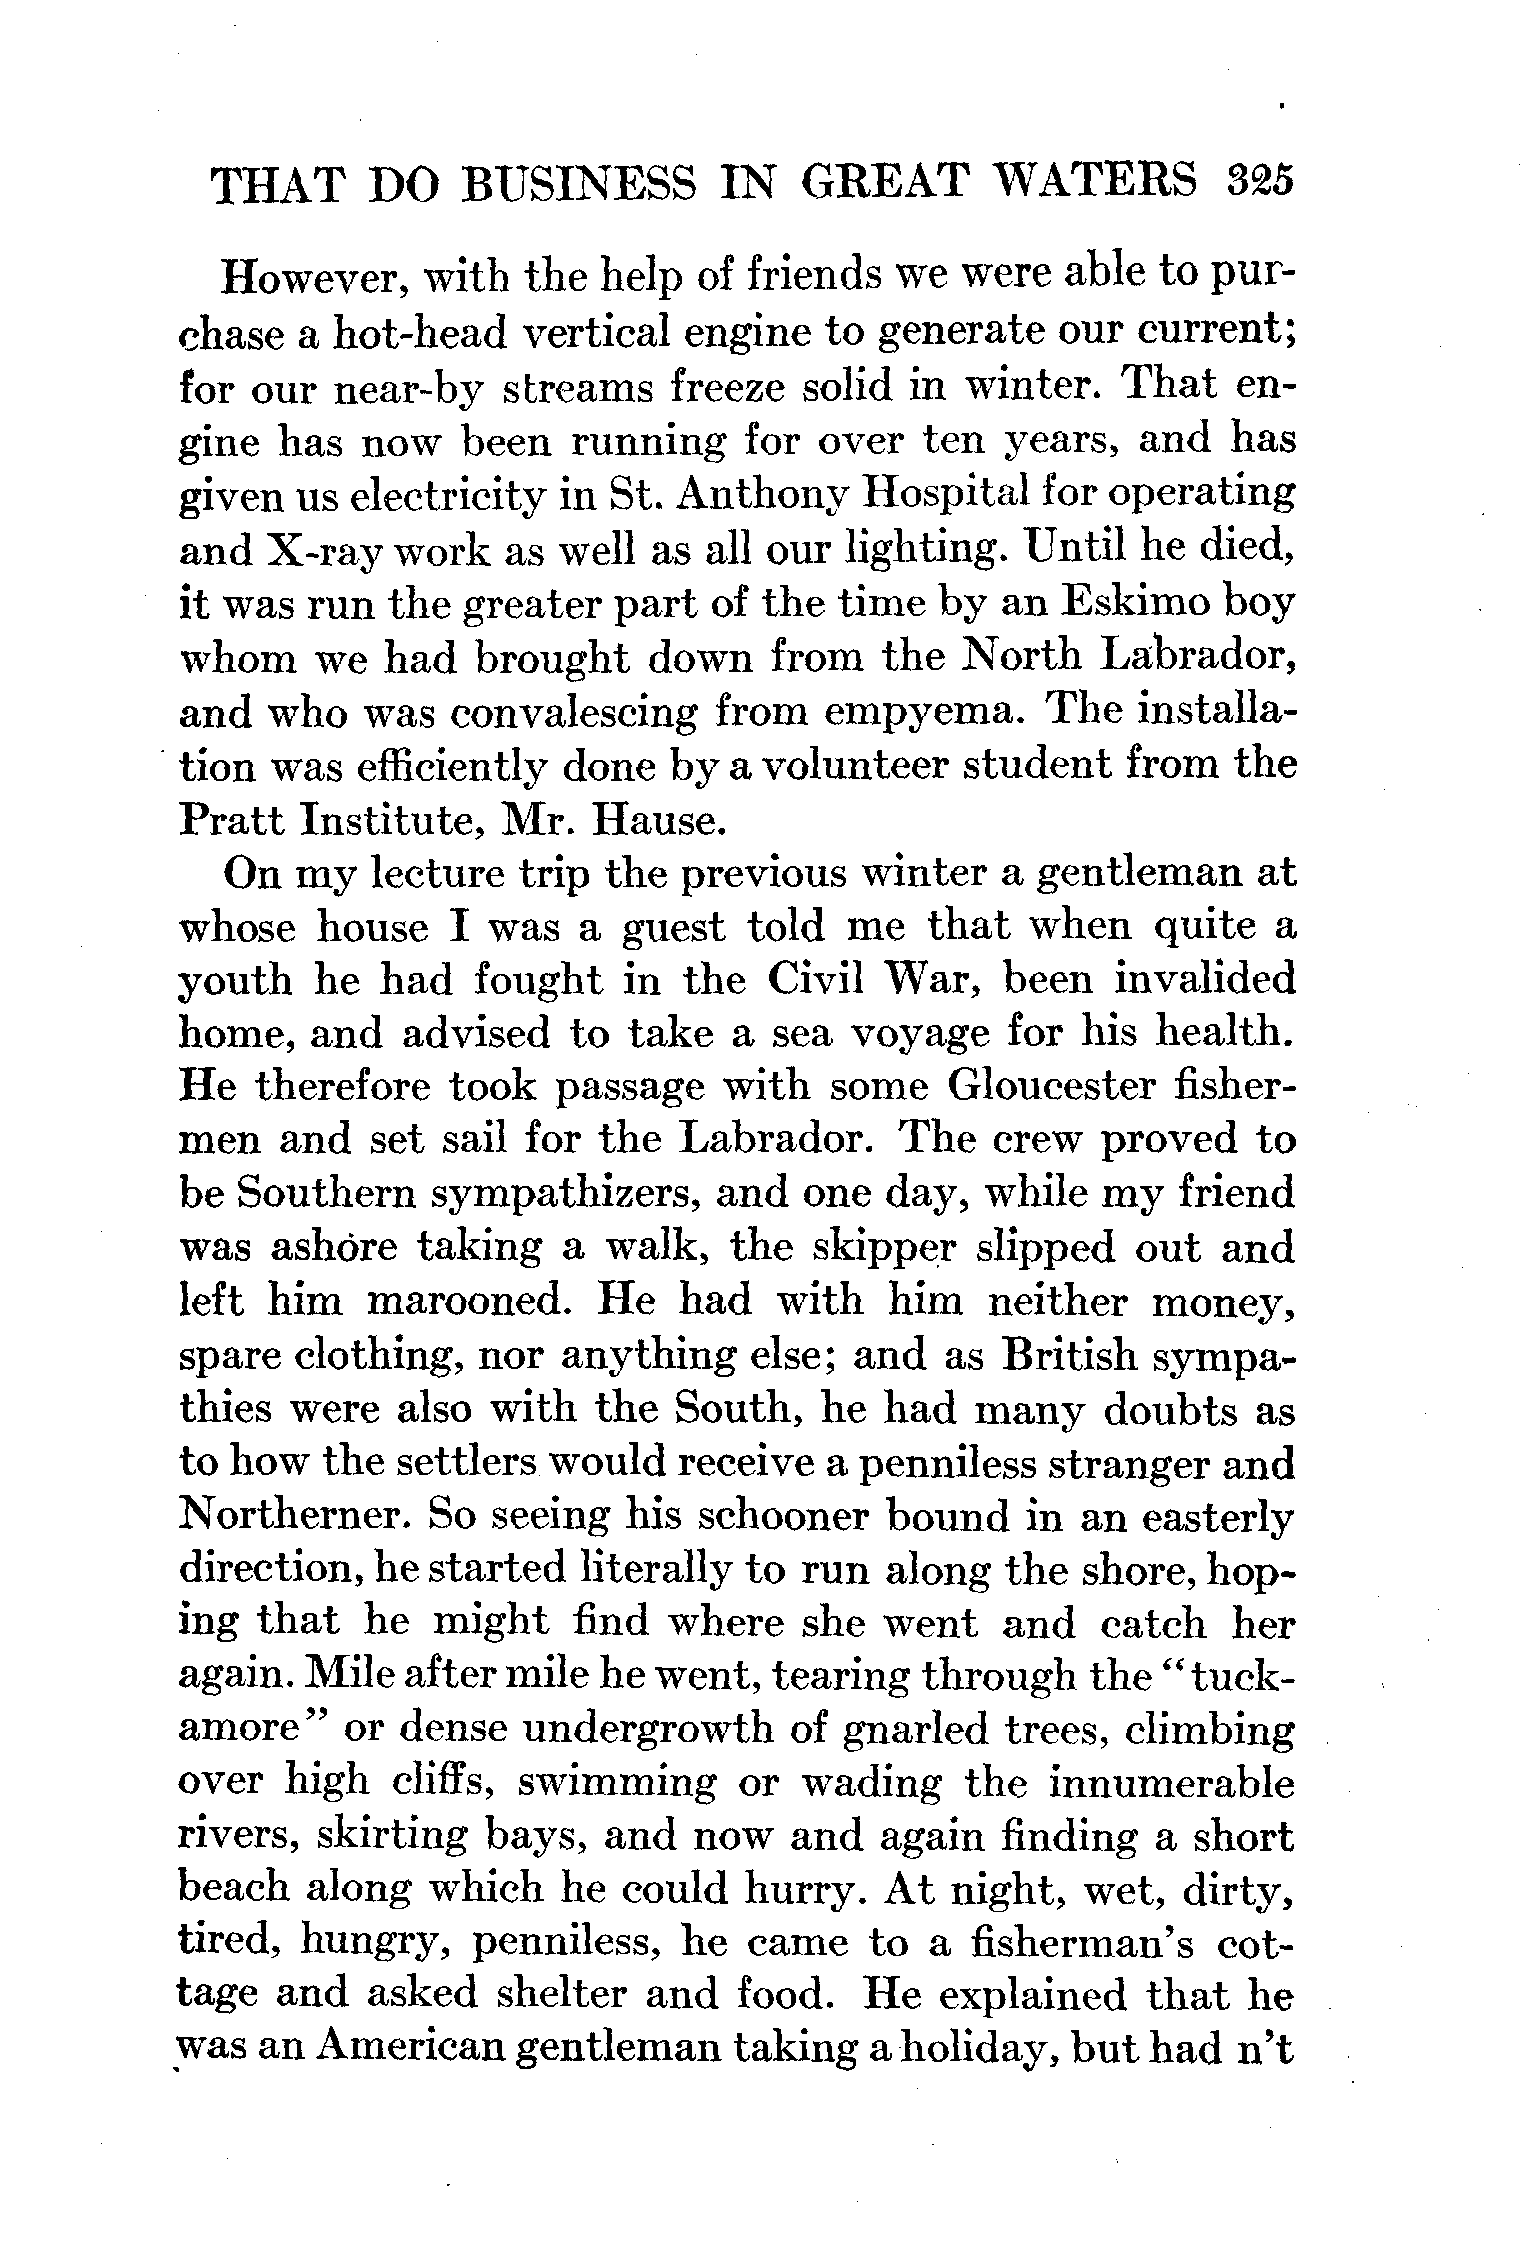 THAT DO BUSINESS IN GREAT WATERS 325
However, with the help of friends we were able to pur-
chase a hot-head vertical engine to generate our current;
for our near-by streams freeze solid in winter. That en-
gine has now been running for over ten years, and has
given us electricity in St. Anthony Hospital for operating
and X-ray work as well as all our lighting. Until he died,
it was run the greater part of the time by an Eskimo boy
whom we had brought down from the North Labrador,
and who was convalescing from empyema. The installa-
tion was efficiently done by a volunteer student from the
Pratt Institute, Mr. Hause.
On my lecture trip the previous winter a gentleman at
whose house I was a guest told me that when quite a
youth he had fought in the Civil War, been invalided
home, and advised to take a sea voyage for his health.
He therefore took passage with some Gloucester fisher-
men and set sail for the Labrador. The crew proved to
be Southern sympathizers, and one day, while my friend
was ashore taking a walk, the skipper slipped out and
left him marooned. He had with him neither money,
spare clothing, nor anything else; and as British sympa-
thies were also with the South, he had many doubts as
to how the settlers would receive a penniless stranger and
Northerner. So seeing his schooner bound in an easterly
direction, he started literally to run along the shore, hop-
ing that he might find where she went and catch her
again. Mile after mile he went, tearing through the "tuck-
amore" or dense undergrowth of gnarled trees, climbing
over high cliffs, swimming or wading the innumerable
rivers, skirting bays, and now and again finding a short
beach along which he could hurry. At night, wet, dirty,
tired, hungry, penniless, he came to a fisherman's cot-
tage and asked shelter and food. He explained that he
was an American gentleman taking a holiday, but had n't